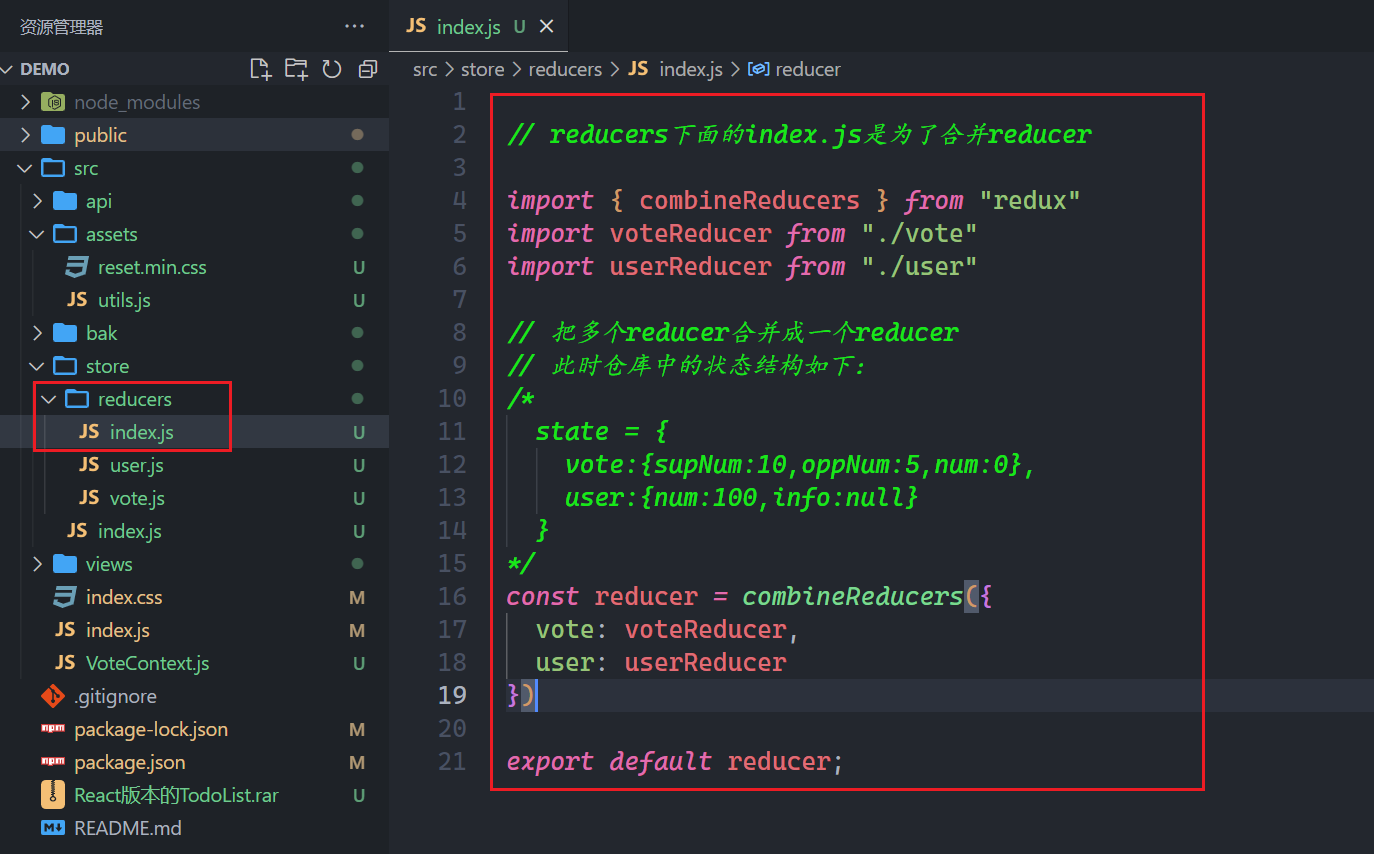 资源管理器
DEMO
node_modules
public
src
api
assets
reset.min.css U
utils.js U
bak
store
reducers
index.js U
user.js U
vote.js U
index.js U
views
index.css M
index.js M
VoteContext.js U
.gitignore
package-lock.json M
package.json M
React版本的TodoList.rar U
README.md
JS index.js U
src > store > reducers > JS index.js > reducer
1
2 // reducers下面的index.js是为了合并reducer
3
4 import { combineReducers } from "redux"
5 import voteReducer from "./vote"
6 import userReducer from "./user"
7
8 // 把多个reducer合并成一个reducer
9 // 此时仓库中的状态结构如下:
10 /*
11 state = {
12 vote:{supNum:10,oppNum:5,num:0},
13 user:{num:100,info:null}
14 }
15 */
16 const reducer = combineReducers({
17 vote: voteReducer,
18 user: userReducer
19 })
20
21 export default reducer;